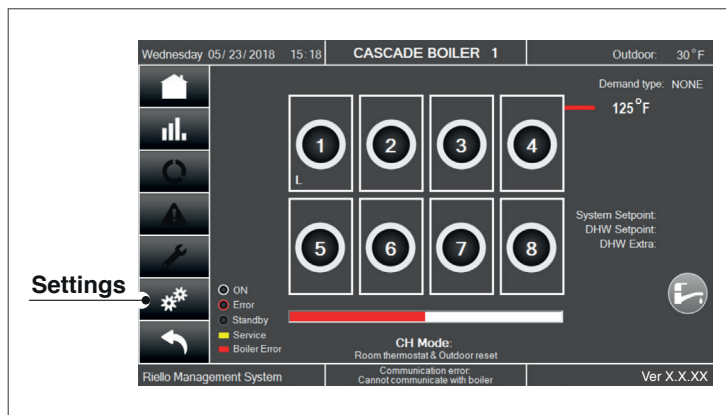 Wednesday 05/23/2018 15:18 CASCADE BOILER 1 Outdoor: 30°F
Demand type: NONE
125°F
1 2 3 4
L
System Setpoint:
DHW Setpoint:
DHW Extra:
5 6 7 8
Settings
ON
Error
Standby
Service
Boiler Error
CH Mode:
Room thermostat & Outdoor reset
Riello Management System
Communication error:
Cannot communicate with boiler
Ver X.X.XX